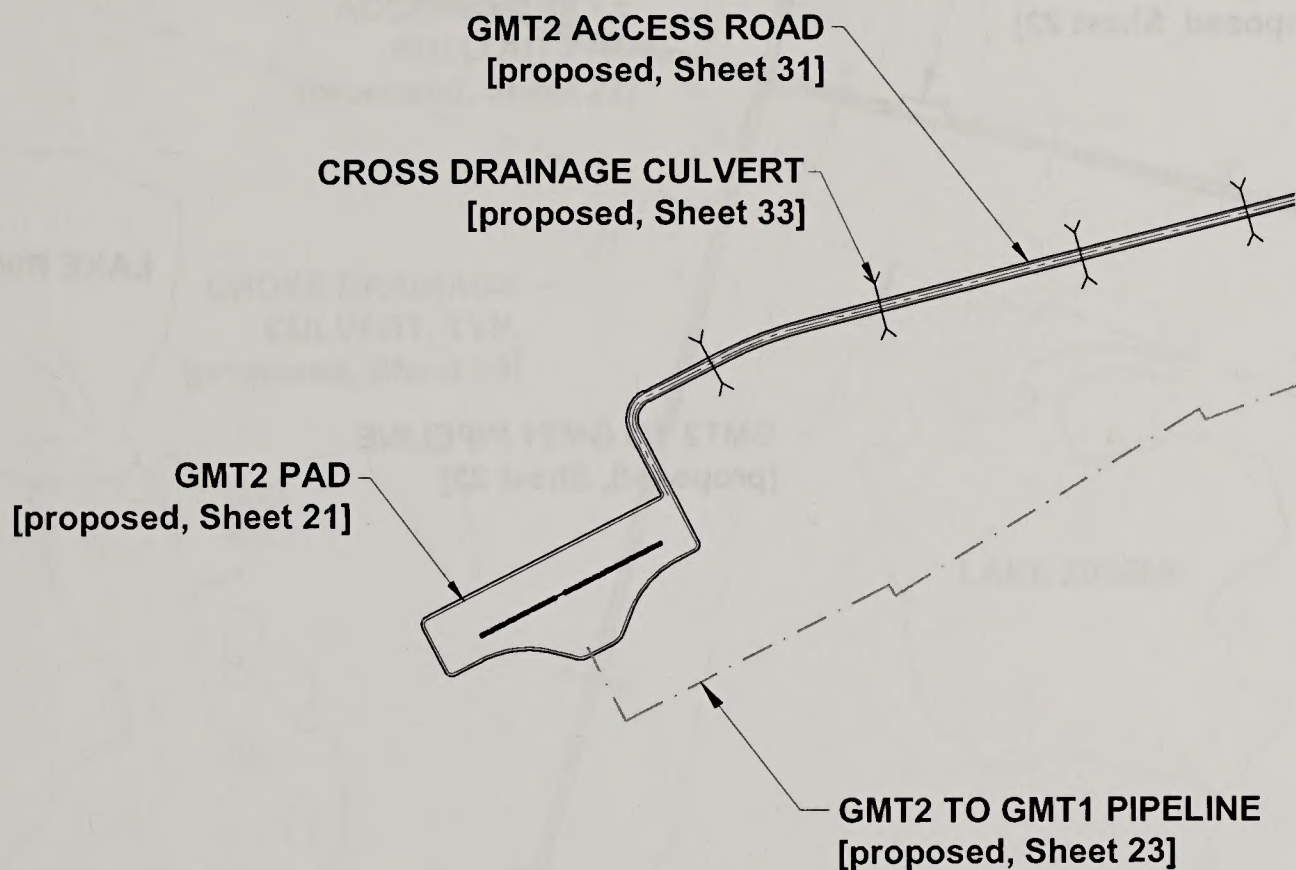 GMT2 ACCESS ROAD
[proposed, Sheet 31]
CROSS DRAINAGE CULVERT
[proposed, Sheet 33]
GMT2 PAD
[proposed, Sheet 21]
GMT2 TO GMT1 PIPELINE
[proposed, Sheet 23]